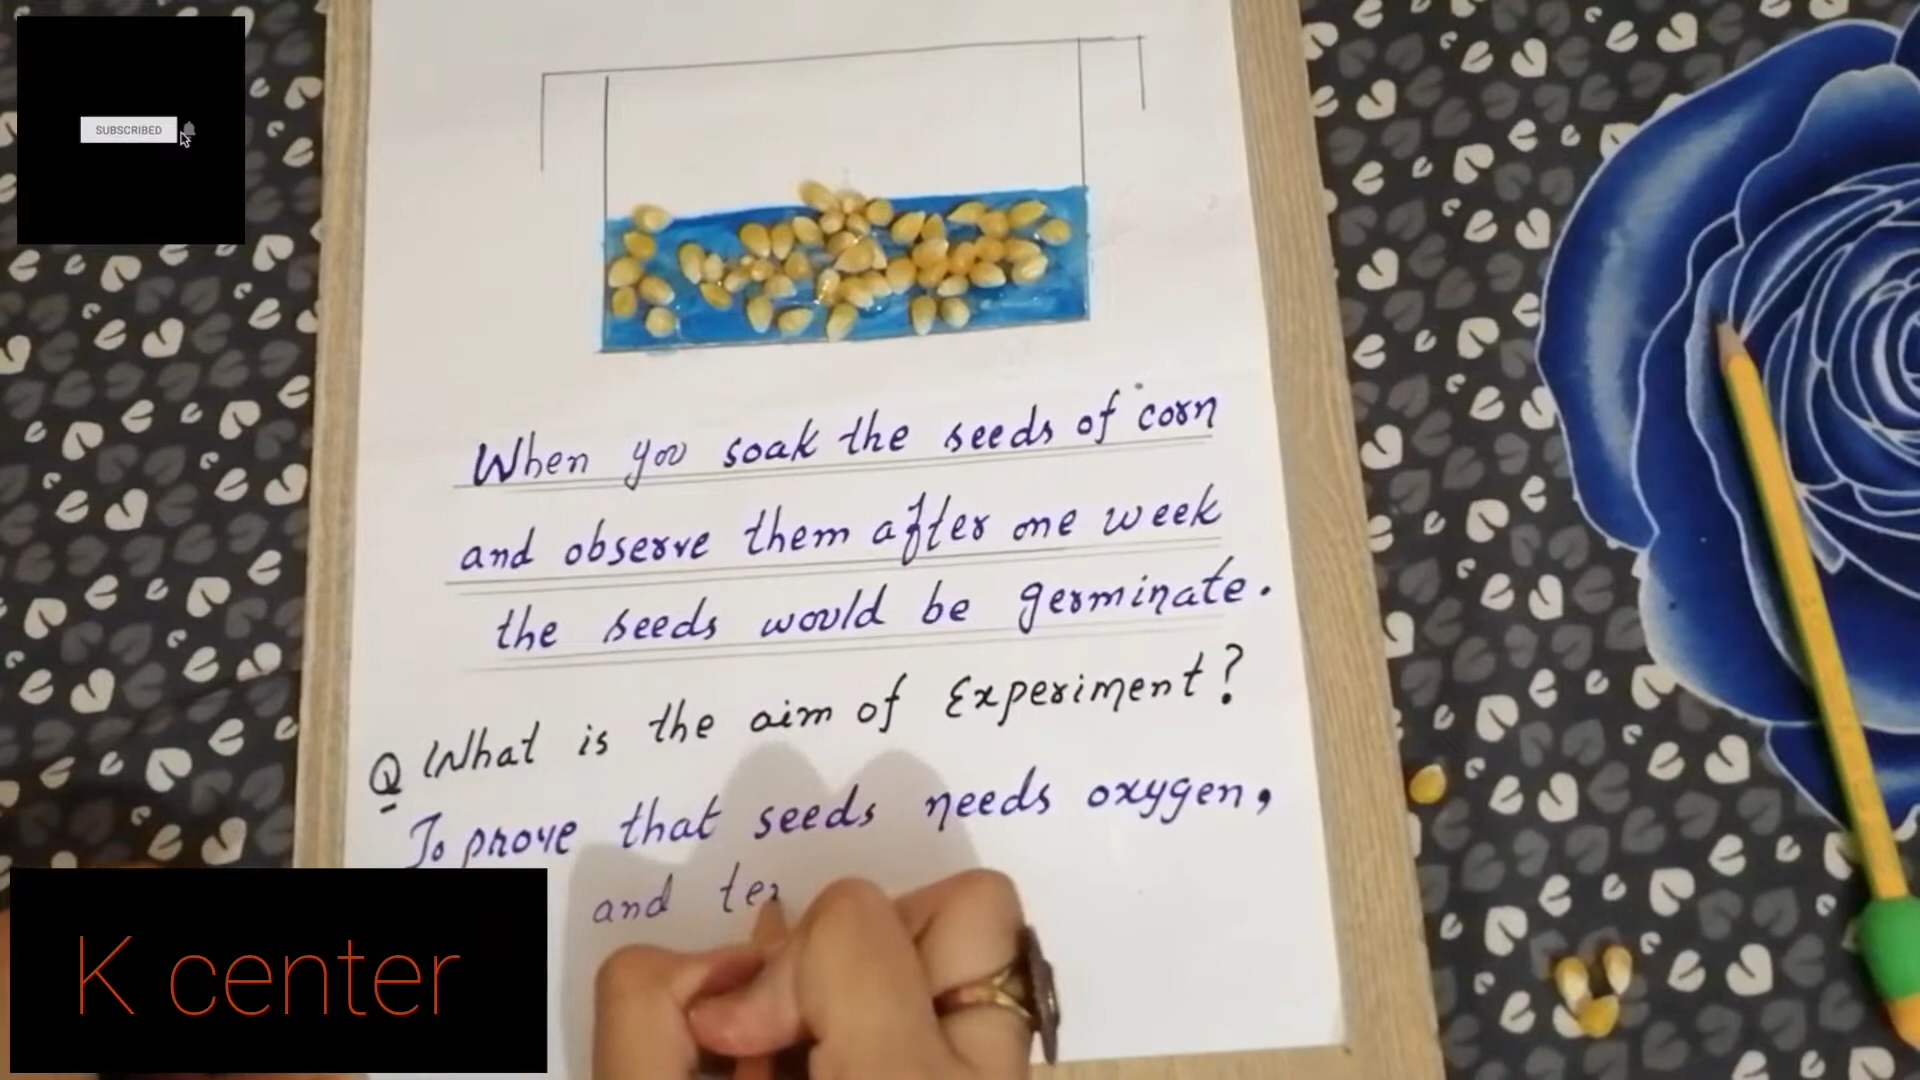 SUBSCRIBED
When you soak the seeds of corn
and observe them after one week
the seeds would be germinate.
Q What is the aim of Experiment?
To prove that seeds needs oxygen,
and
K center